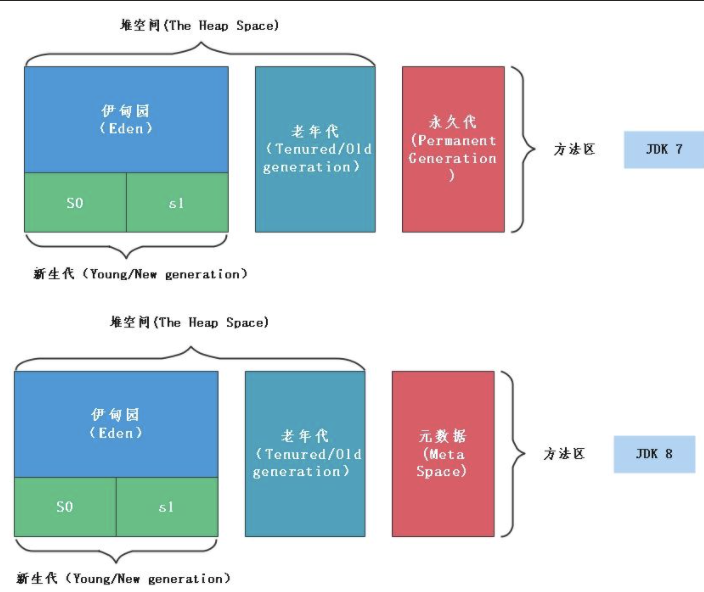 堆空间(The Heap Space)
伊甸园
（Eden）
S0
s1
老年代
（Tenured/Old
generation）
永久代
(Permanent
Generation
)
方法区
JDK 7
新生代（Young/New generation）
堆空间(The Heap Space)
伊甸园
（Eden）
S0
s1
老年代
（Tenured/Old
generation）
元数据
(Meta
Space)
方法区
JDK 8
新生代（Young/New generation）